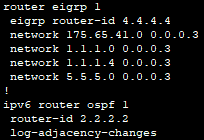 router eigrp 1
 eigrp router-id 4.4.4.4
 network 175.65.41.0 0.0.0.3
 network 1.1.1.0 0.0.0.3
 network 1.1.1.4 0.0.0.3
 network 5.5.5.0 0.0.0.3
!
ipv6 router ospf 1
 router-id 2.2.2.2
 log-adjacency-changes